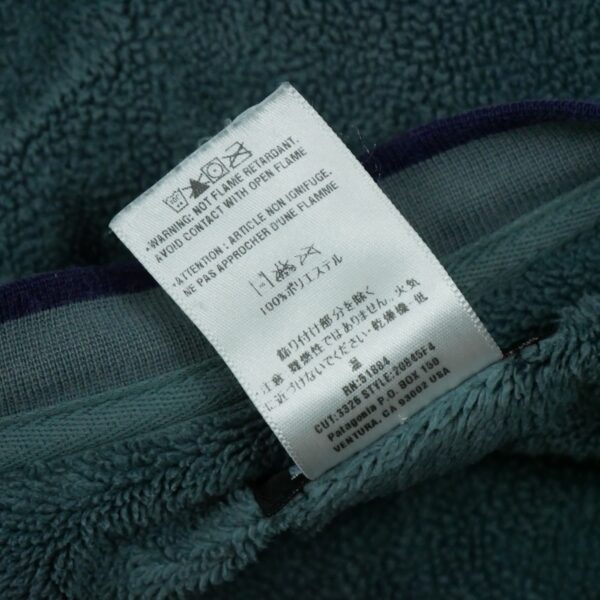 •WARNING: NOT FLAME RETARDANT.
AVOID CONTACT WITH OPEN FLAME
•ATTENTION : ARTICLE NON IGNIFUGE.
NE PAS APPROCHER D'UNE FLAMME
100%ポリエステル
飾り付け部分を除く
注意 難燃性ではありません。火気
に近づけないでください・乾燥機・低
温
RN-51884
CUT:3326 STYLE:20845F4
Patagonia P.O. BOX 150
VENTURA, CA 93002 USA